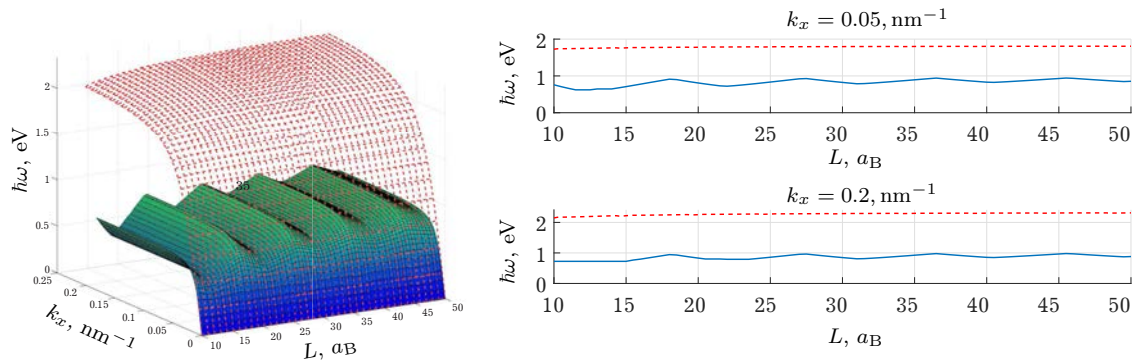 2
1.5
1
0.5
0
ħω, eV
35
0.25
0.2
0.15
0.1
0.05
0
k_x, nm⁻¹
10
15
20
25
30
35
40
45
50
L, a_B
k_x = 0.05, nm⁻¹
2
1
0
ħω, eV
10 15 20 25 30 35 40 45 50
L, a_B
k_x = 0.2, nm⁻¹
2
1
0
ħω, eV
10 15 20 25 30 35 40 45 50
L, a_B